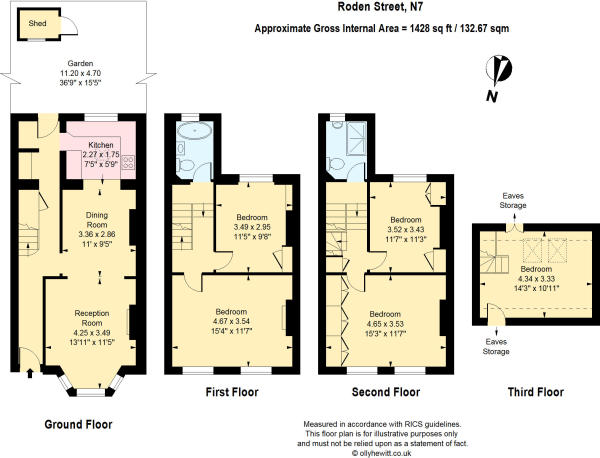 Roden Street, N7
Approximate Gross Internal Area = 1428 sq ft / 132.67 sqm
Shed
Garden
11.20 x 4.70
36'9" x 15'5"
N
Kitchen
2.27 x 1.75
7'5" x 5'9"
Dining
Room
3.36 x 2.86
11' x 9'5"
Reception
Room
4.25 x 3.49
13'11" x 11'5"
Ground Floor
Bedroom
3.49 x 2.95
11'5" x 9'8"
Bedroom
4.67 x 3.54
15'4" x 11'7"
First Floor
Bedroom
3.52 x 3.43
11'7" x 11'3"
Bedroom
4.65 x 3.53
15'3" x 11'7"
Second Floor
Eaves
Storage
Bedroom
4.34 x 3.33
14'3" x 10'11"
Eaves
Storage
Third Floor
Measured in accordance with RICS guidelines.
This floor plan is for illustrative purposes only
and must not be relied upon as a statement of fact.
© ollyhewitt.co.uk